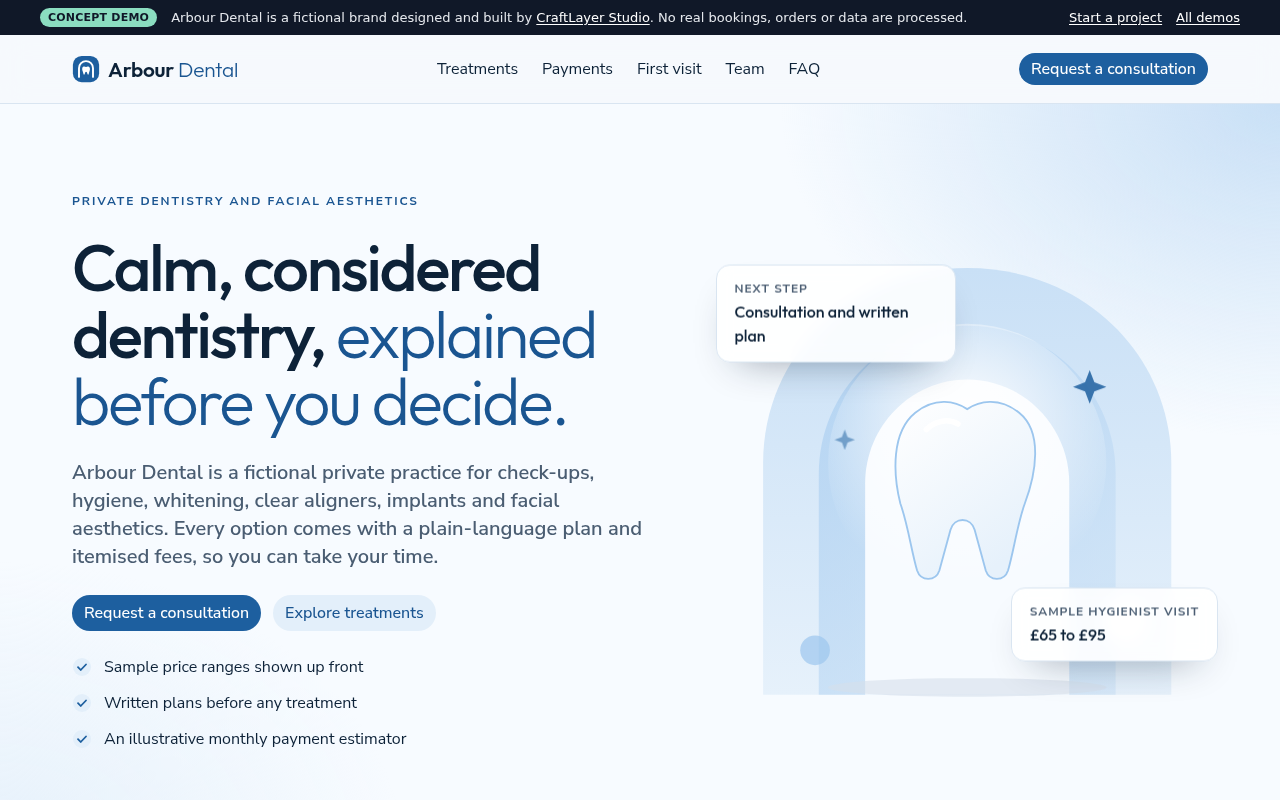 CONCEPT DEMO Arbour Dental is a fictional brand designed and built by CraftLayer Studio. No real bookings, orders or data are processed. Start a project All demos
Arbour Dental Treatments Payments First visit Team FAQ Request a consultation
PRIVATE DENTISTRY AND FACIAL AESTHETICS
Calm, considered
dentistry, explained
before you decide.
Arbour Dental is a fictional private practice for check-ups,
hygiene, whitening, clear aligners, implants and facial
aesthetics. Every option comes with a plain-language plan and
itemised fees, so you can take your time.
Request a consultation Explore treatments
Sample price ranges shown up front
Written plans before any treatment
An illustrative monthly payment estimator
NEXT STEP
Consultation and written
plan
SAMPLE HYGIENIST VISIT
£65 to £95